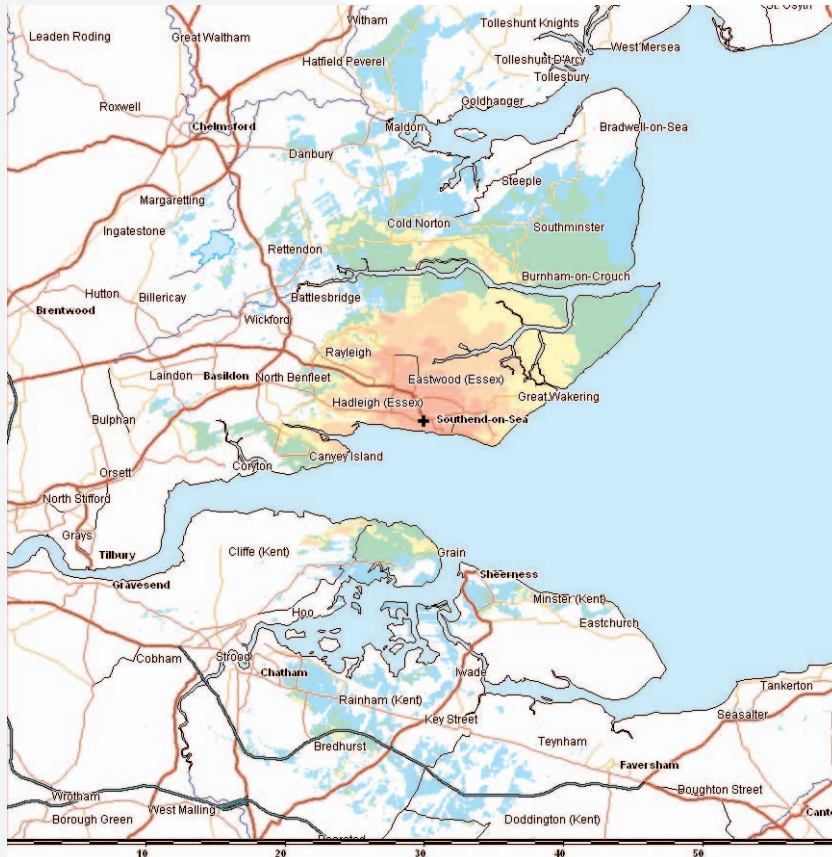 St. Osyth
Witham
Tolleshunt Knights
Leaden Roding
Great Waltham
West Mersea
Hatfield Peverel
Tolleshunt D'Arcy
Tollesbury
Goldhanger
Roxwell
Chelmsford
Maldon
Bradwell-on-Sea
Danbury
Steeple
Margaretting
Cold Norton
Southminster
Ingatestone
Rettendon
Burnham-on-Crouch
Hutton
Billericay
Battlesbridge
Brentwood
Wickford
Rayleigh
Laindon
Basildon
North Benfleet
Eastwood (Essex)
Hadleigh (Essex)
Great Wakering
Bulphan
Southend-on-Sea
Canvey Island
Orsett
Coryton
North Stifford
Grays
Tilbury
Cliffe (Kent)
Grain
Gravesend
Sheerness
Hoo
Minster (Kent)
Eastchurch
Cobham
Strood
Chatham
Iwade
Rainham (Kent)
Tankerton
Key Street
Seasalter
Bredhurst
Teynham
Faversham
Wrotham
Boughton Street
West Malling
Borough Green
Doddington (Kent)
Cante
10 20 30 40 50